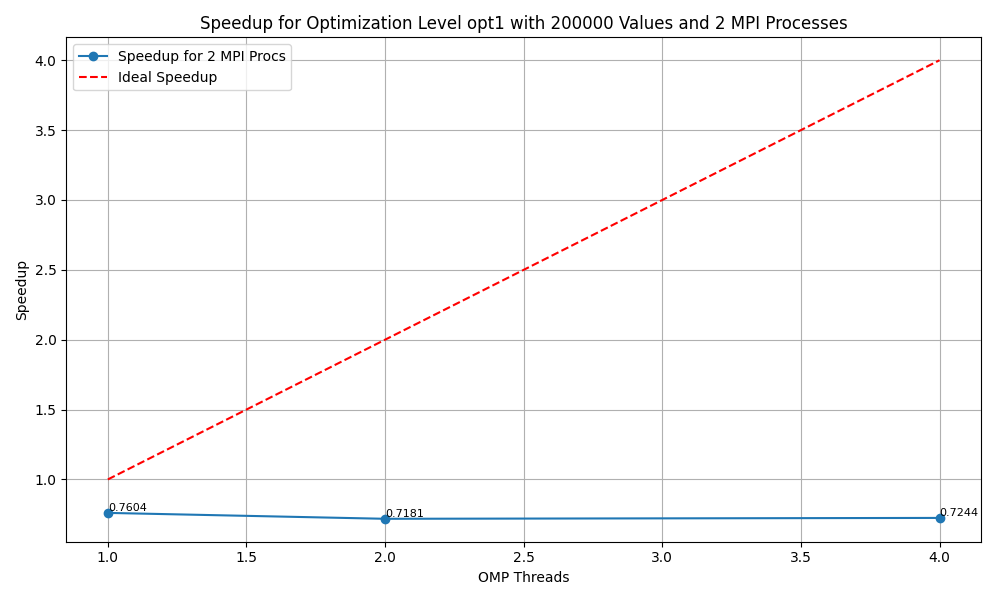 Speedup for Optimization Level opt1 with 200000 Values and 2 MPI Processes
Speedup for 2 MPI Procs
Ideal Speedup
4.0
3.5
3.0
2.5
2.0
1.5
1.0
Speedup
0.7604
0.7181
0.7244
1.0 1.5 2.0 2.5 3.0 3.5 4.0
OMP Threads